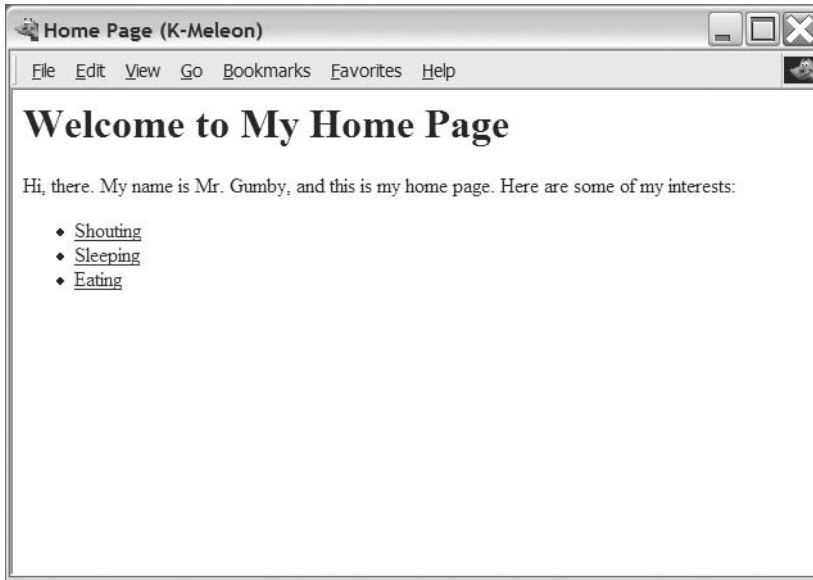 Home Page (K-Meleon)
File Edit View Go Bookmarks Favorites Help
Welcome to My Home Page
Hi, there. My name is Mr. Gumby, and this is my home page. Here are some of my interests:
Shouting
Sleeping
Eating